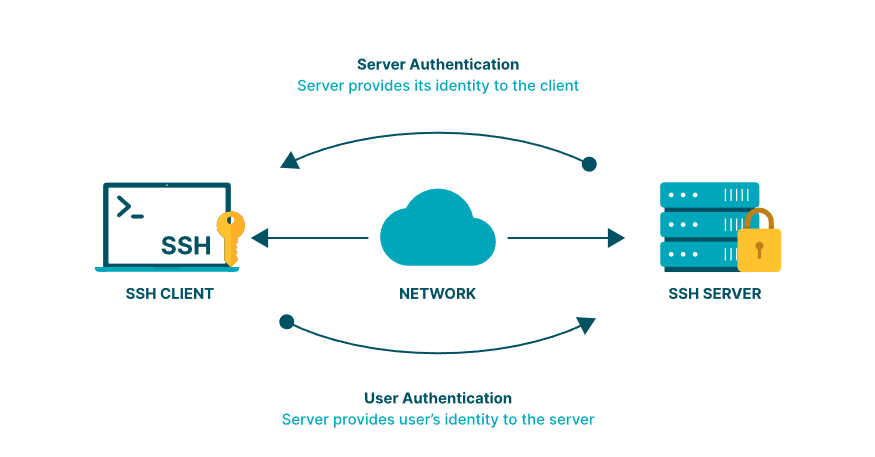 Server Authentication
Server provides its identity to the client
>_
SSH
SSH CLIENT
NETWORK
SSH SERVER
User Authentication
Server provides user’s identity to the server